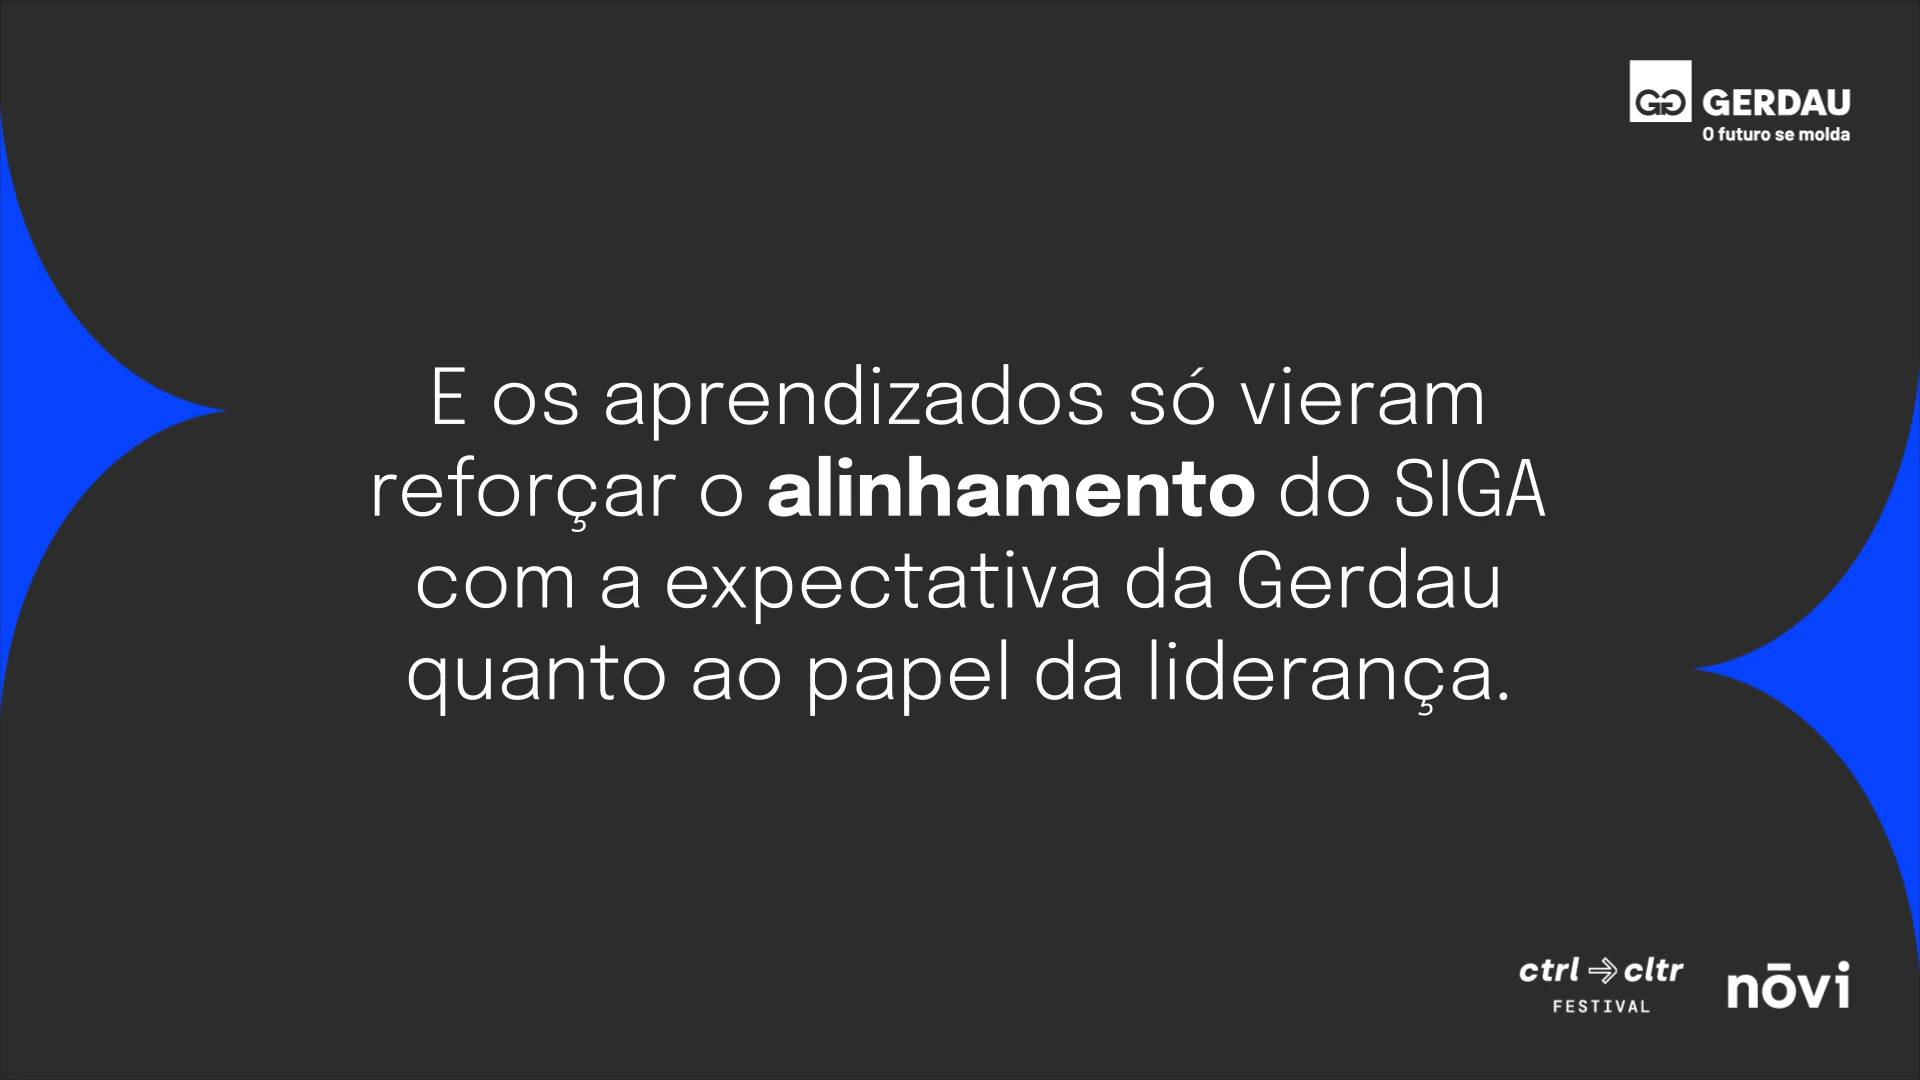 GERDAU
O futuro se molda
E os aprendizados só vieram
reforçar o alinhamento do SIGA
com a expectativa da Gerdau
quanto ao papel da liderança.
ctrl → cltr
FESTIVAL
nōvi